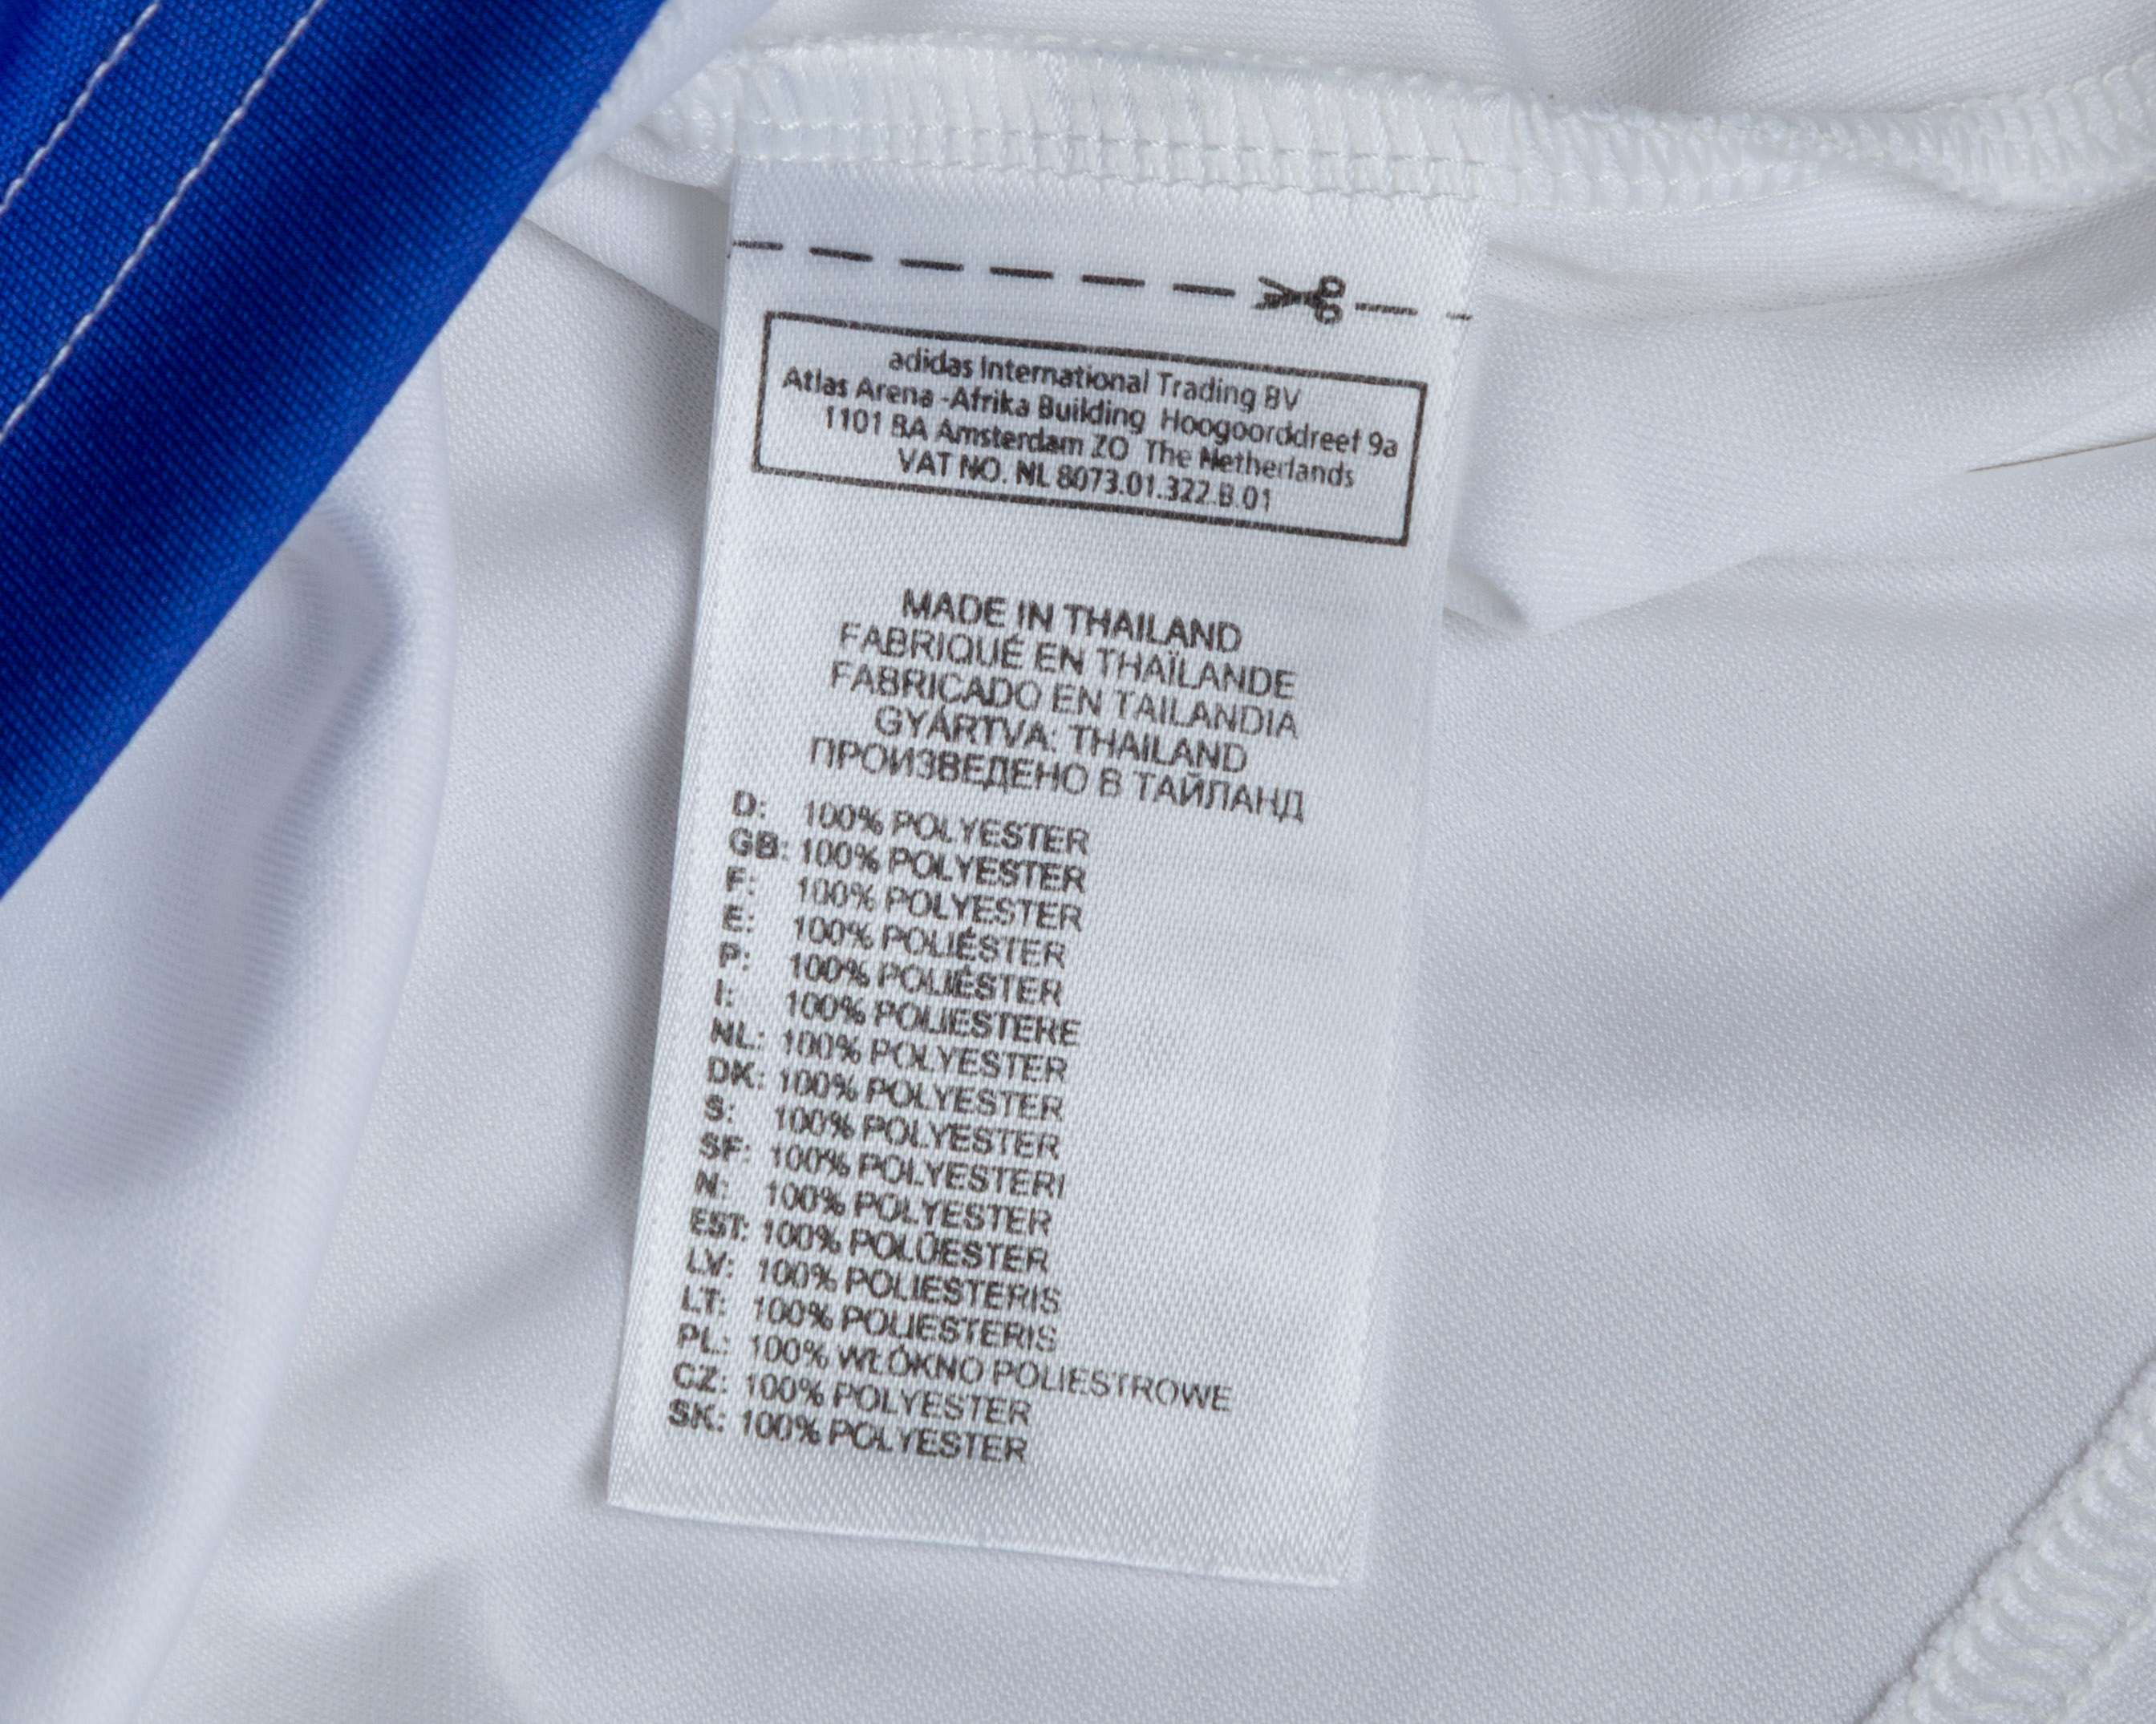 adidas International Trading BV
Atlas Arena -Afrika Building Hoogoorddreef 9a
1101 BA Amsterdam ZO The Netherlands
VAT NO. NL 8073.01.322.B.01
MADE IN THAILAND
FABRIQUÉ EN THAÏLANDE
FABRICADO EN TAILANDIA
GYÁRTVA: THAILAND
ПРОИЗВЕДЕНО В ТАЙЛАНД
D: 100% POLYESTER
GB: 100% POLYESTER
F: 100% POLYESTER
E: 100% POLIÉSTER
P: 100% POLIÉSTER
I: 100% POLIESTERE
NL: 100% POLYESTER
DK: 100% POLYESTER
S: 100% POLYESTER
SF: 100% POLYESTERI
N: 100% POLYESTER
EST: 100% POLÜESTER
LV: 100% POLIESTERIS
LT: 100% POLIESTERIS
PL: 100% WŁÓKNO POLIESTROWE
CZ: 100% POLYESTER
SK: 100% POLYESTER